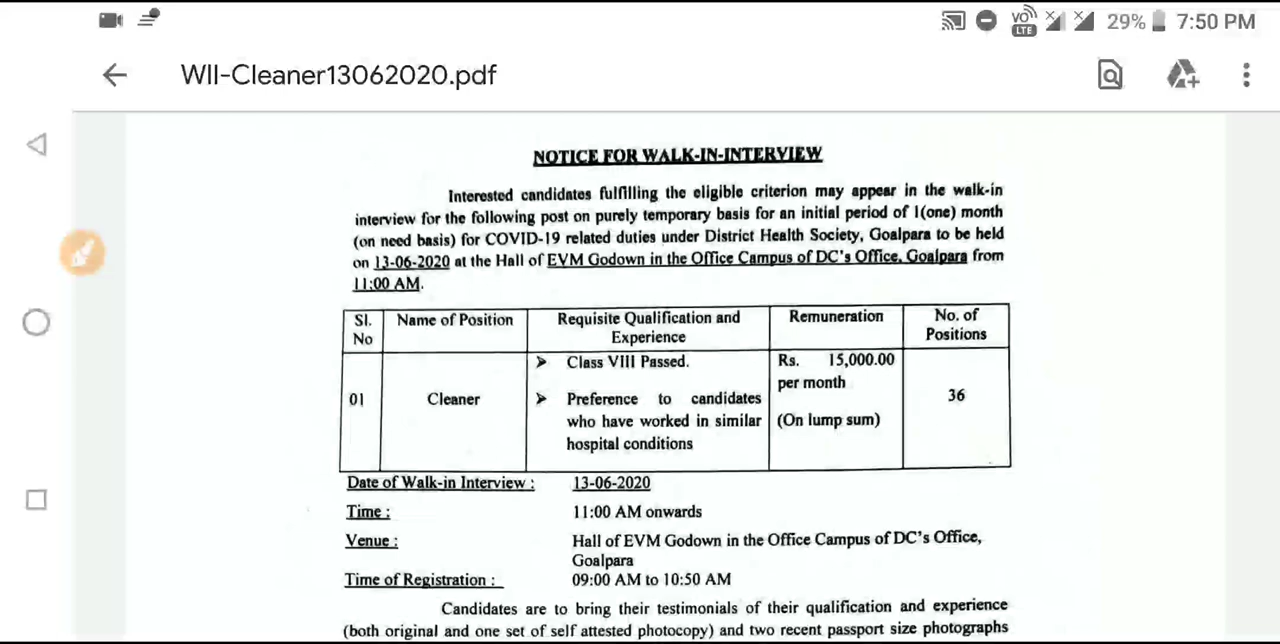 VO
LTE
29%
7:50 PM
WII-Cleaner13062020.pdf
NOTICE FOR WALK-IN-INTERVIEW
Interested candidates fulfilling the eligible criterion may appear in the walk-in
interview for the following post on purely temporary basis for an initial period of 1(one) month
(on need basis) for COVID-19 related duties under District Health Society, Goalpara to be held
on 13-06-2020 at the Hall of EVM Godown in the Office Campus of DC's Office, Goalpara from
11:00 AM.
Sl. No
Name of Position
Requisite Qualification and
Experience
Remuneration
No. of
Positions
01
Cleaner
➤ Class VIII Passed.
➤ Preference to candidates
who have worked in similar
hospital conditions
Rs. 15,000.00
per month
(On lump sum)
36
Date of Walk-in Interview : 13-06-2020
Time : 11:00 AM onwards
Venue : Hall of EVM Godown in the Office Campus of DC's Office,
Goalpara
Time of Registration : 09:00 AM to 10:50 AM
Candidates are to bring their testimonials of their qualification and experience
(both original and one set of self attested photocopy) and two recent passport size photographs